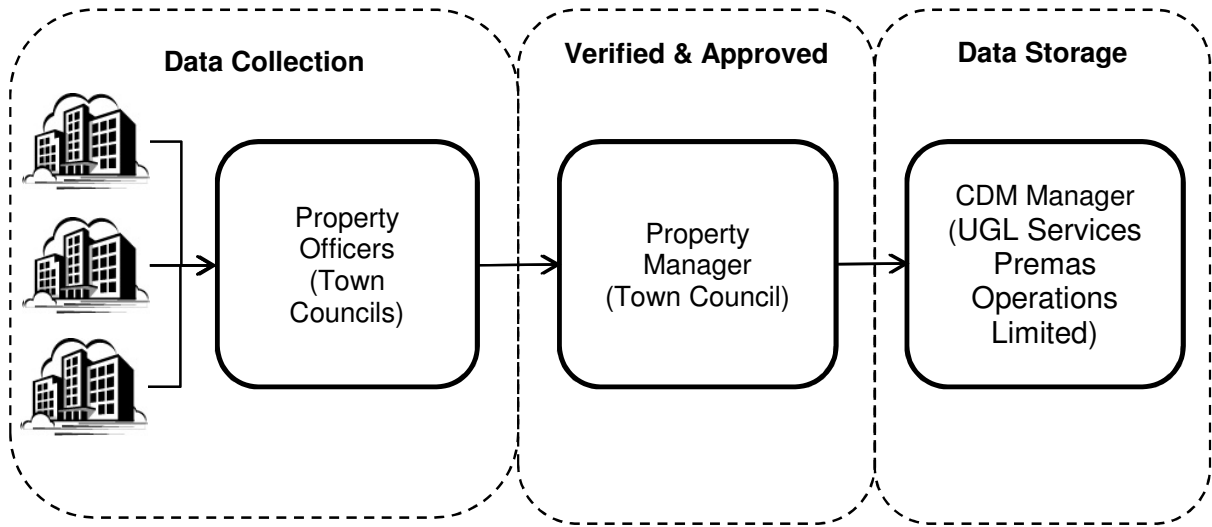 Data Collection
Verified & Approved
Data Storage
Property
Officers
(Town
Councils)
Property
Manager
(Town Council)
CDM Manager
(UGL Services
Premas
Operations
Limited)